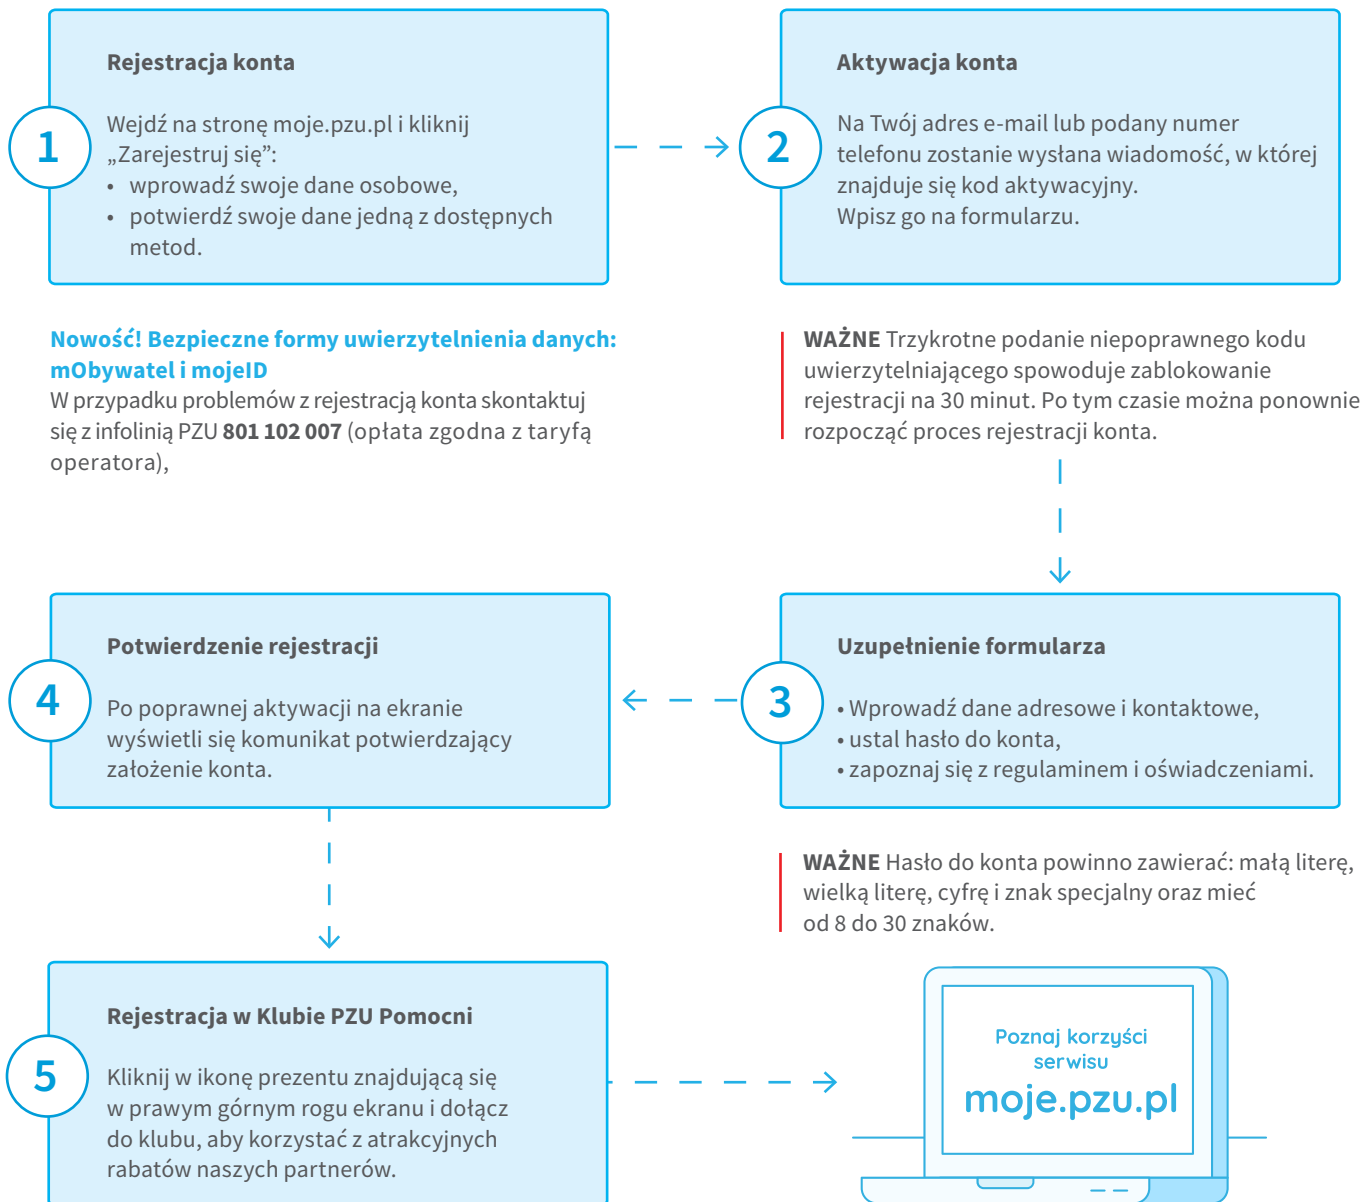 Rejestracja konta
1
Wejdź na stronę moje.pzu.pl i kliknij
„Zarejestruj się”:
• wprowadź swoje dane osobowe,
• potwierdź swoje dane jedną z dostępnych
metod.
Nowość! Bezpieczne formy uwierzytelnienia danych:
mObywatel i mojeID
W przypadku problemów z rejestracją konta skontaktuj
się z infolinią PZU 801 102 007 (opłata zgodna z taryfą
operatora),
Aktywacja konta
2
Na Twój adres e-mail lub podany numer
telefonu zostanie wysłana wiadomość, w której
znajduje się kod aktywacyjny.
Wpisz go na formularzu.
WAŻNE Trzykrotne podanie niepoprawnego kodu
uwierzytelniającego spowoduje zablokowanie
rejestracji na 30 minut. Po tym czasie można ponownie
rozpocząć proces rejestracji konta.
Uzupełnienie formularza
3
• Wprowadź dane adresowe i kontaktowe,
• ustal hasło do konta,
• zapoznaj się z regulaminem i oświadczeniami.
WAŻNE Hasło do konta powinno zawierać: małą literę,
wielką literę, cyfrę i znak specjalny oraz mieć
od 8 do 30 znaków.
Potwierdzenie rejestracji
4
Po poprawnej aktywacji na ekranie
wyświetli się komunikat potwierdzający
założenie konta.
Rejestracja w Klubie PZU Pomocni
5
Kliknij w ikonę prezentu znajdującą się
w prawym górnym rogu ekranu i dołącz
do klubu, aby korzystać z atrakcyjnych
rabatów naszych partnerów.
Poznaj korzyści
serwisu
moje.pzu.pl